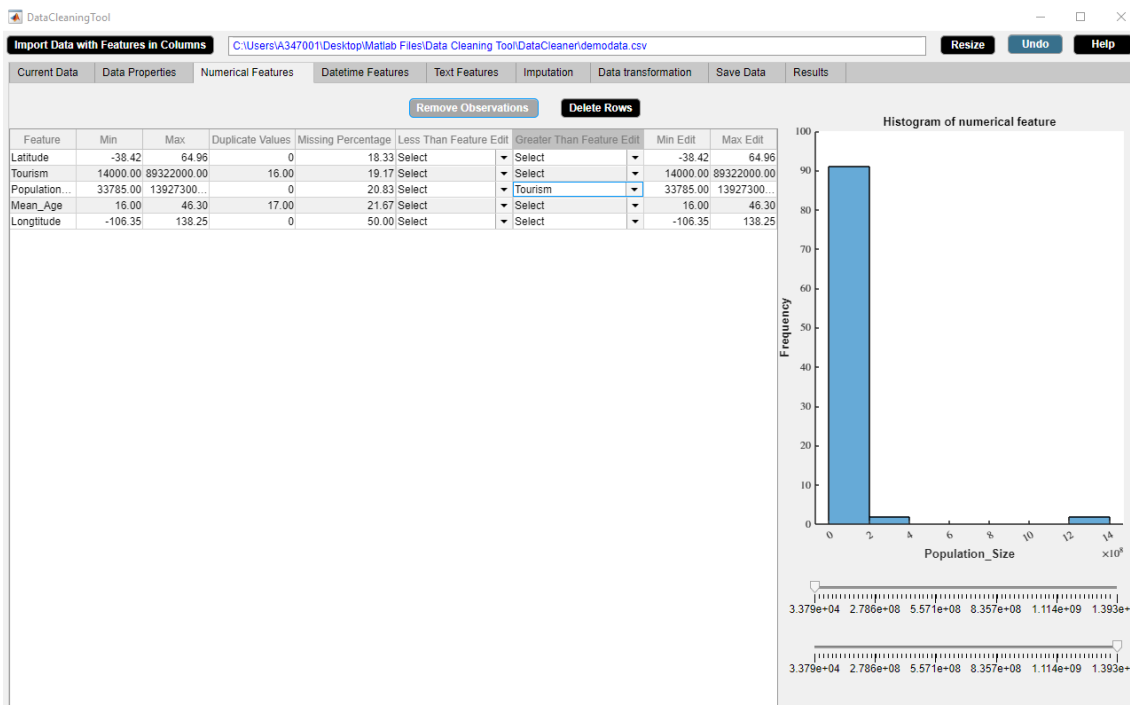 DataCleaningTool
Import Data with Features in Columns C:\Users\A347001\Desktop\Matlab Files\Data Cleaning Tool\DataCleaner\demodata.csv Resize Undo Help
Current Data Data Properties Numerical Features Datetime Features Text Features Imputation Data transformation Save Data Results
Remove Observations Delete Rows
Feature Min Max Duplicate Values Missing Percentage Less Than Feature Edit Greater Than Feature Edit Min Edit Max Edit
Latitude -38.42 64.96 0 18.33 Select Select -38.42 64.96
Tourism 14000.00 89322000.00 16.00 19.17 Select Select 14000.00 89322000.00
Population... 33785.00 13927300... 0 20.83 Select Tourism 33785.00 13927300...
Mean_Age 16.00 46.30 17.00 21.67 Select Select 16.00 46.30
Longtitude -106.35 138.25 0 50.00 Select Select -106.35 138.25
Histogram of numerical feature
100
90
80
70
60
50
40
30
20
10
0
Frequency
0 2 4 6 8 10 12 14
×10⁸
Population_Size
3.379e+04 2.786e+08 5.571e+08 8.357e+08 1.114e+09 1.393e+
3.379e+04 2.786e+08 5.571e+08 8.357e+08 1.114e+09 1.393e+